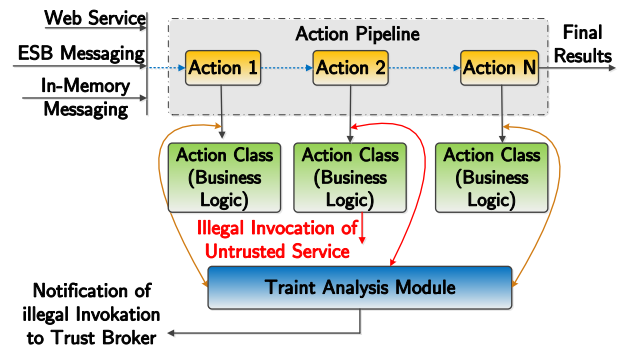 Web Service
ESB Messaging
In-Memory
Messaging
Action Pipeline
Action 1
Action 2
Action N
Final
Results
Action Class
(Business
Logic)
Action Class
(Business
Logic)
Action Class
(Business
Logic)
Illegal Invocation of
Untrusted Service
Traint Analysis Module
Notification of
illegal Invokation
to Trust Broker